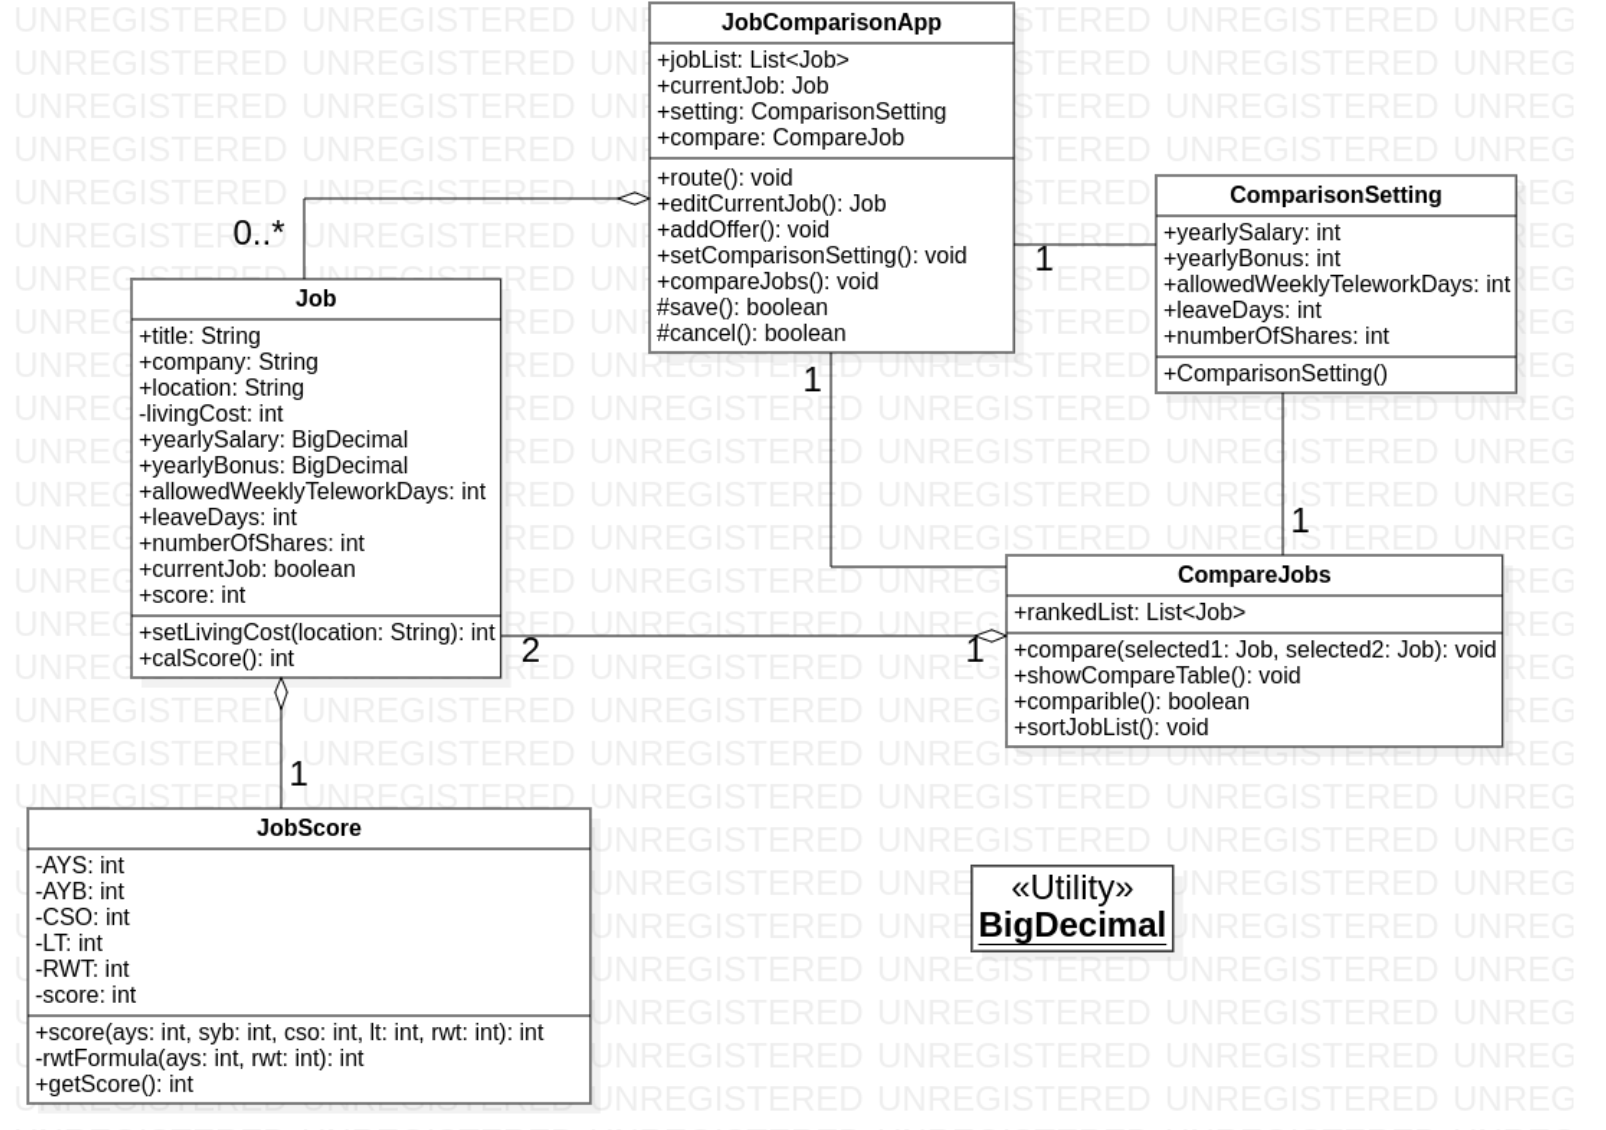 JobComparisonApp
+jobList: List<Job>
+currentJob: Job
+setting: ComparisonSetting
+compare: CompareJob
+route(): void
+editCurrentJob(): Job
+addOffer(): void
+setComparisonSetting(): void
+compareJobs(): void
#save(): boolean
#cancel(): boolean
0..*
1
1
ComparisonSetting
+yearlySalary: int
+yearlyBonus: int
+allowedWeeklyTeleworkDays: int
+leaveDays: int
+numberOfShares: int
+ComparisonSetting()
1
Job
+title: String
+company: String
+location: String
-livingCost: int
+yearlySalary: BigDecimal
+yearlyBonus: BigDecimal
+allowedWeeklyTeleworkDays: int
+leaveDays: int
+numberOfShares: int
+currentJob: boolean
+score: int
+setLivingCost(location: String): int
+calScore(): int
2
1
CompareJobs
+rankedList: List<Job>
+compare(selected1: Job, selected2: Job): void
+showCompareTable(): void
+comparible(): boolean
+sortJobList(): void
1
JobScore
-AYS: int
-AYB: int
-CSO: int
-LT: int
-RWT: int
-score: int
+score(ays: int, syb: int, cso: int, lt: int, rwt: int): int
-rwtFormula(ays: int, rwt: int): int
+getScore(): int
«Utility»
BigDecimal
UNREGISTERED